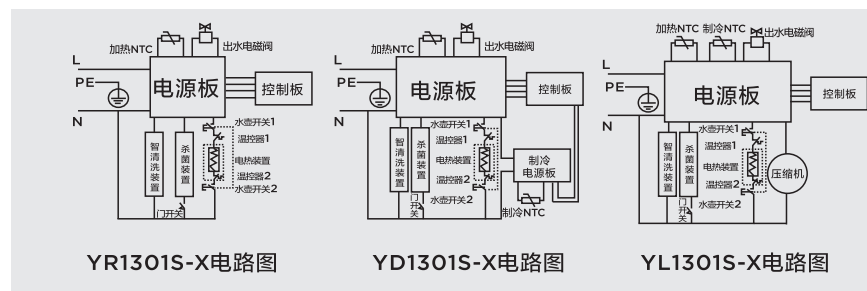 加热NTC
出水电磁阀
L
PE
N
电源板
控制板
智清洗装置
杀菌装置
门开关
水壶开关1
温控器1
电热装置
温控器2
水壶开关2
YR1301S-X电路图
加热NTC
出水电磁阀
L
PE
N
电源板
控制板
智清洗装置
杀菌装置
门开关
水壶开关1
温控器1
电热装置
温控器2
水壶开关2
制冷
电源板
制冷NTC
YD1301S-X电路图
加热NTC
制冷NTC
出水电磁阀
L
PE
N
电源板
控制板
智清洗装置
杀菌装置
门开关
水壶开关1
温控器1
电热装置
温控器2
水壶开关2
压缩机
YL1301S-X电路图